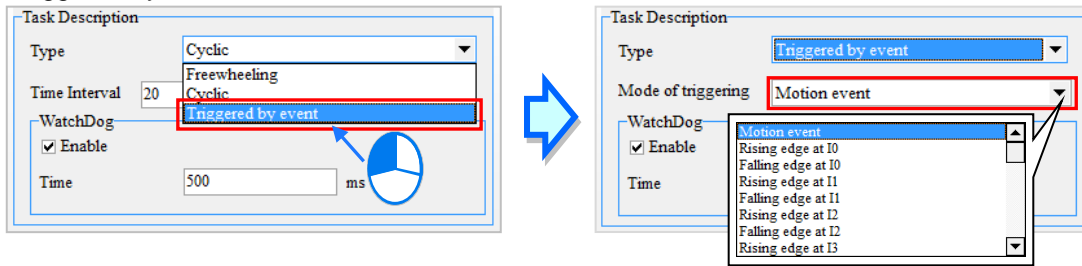 Task Description
Type Cyclic
Freewheeling
Time Interval 20 Cyclic
Triggered by event
WatchDog
Enable
Time 500 ms
Task Description
Type Triggered by event
Mode of triggering Motion event
WatchDog
Enable
Time
Motion event
Rising edge at I0
Falling edge at I0
Rising edge at I1
Falling edge at I1
Rising edge at I2
Falling edge at I2
Rising edge at I3